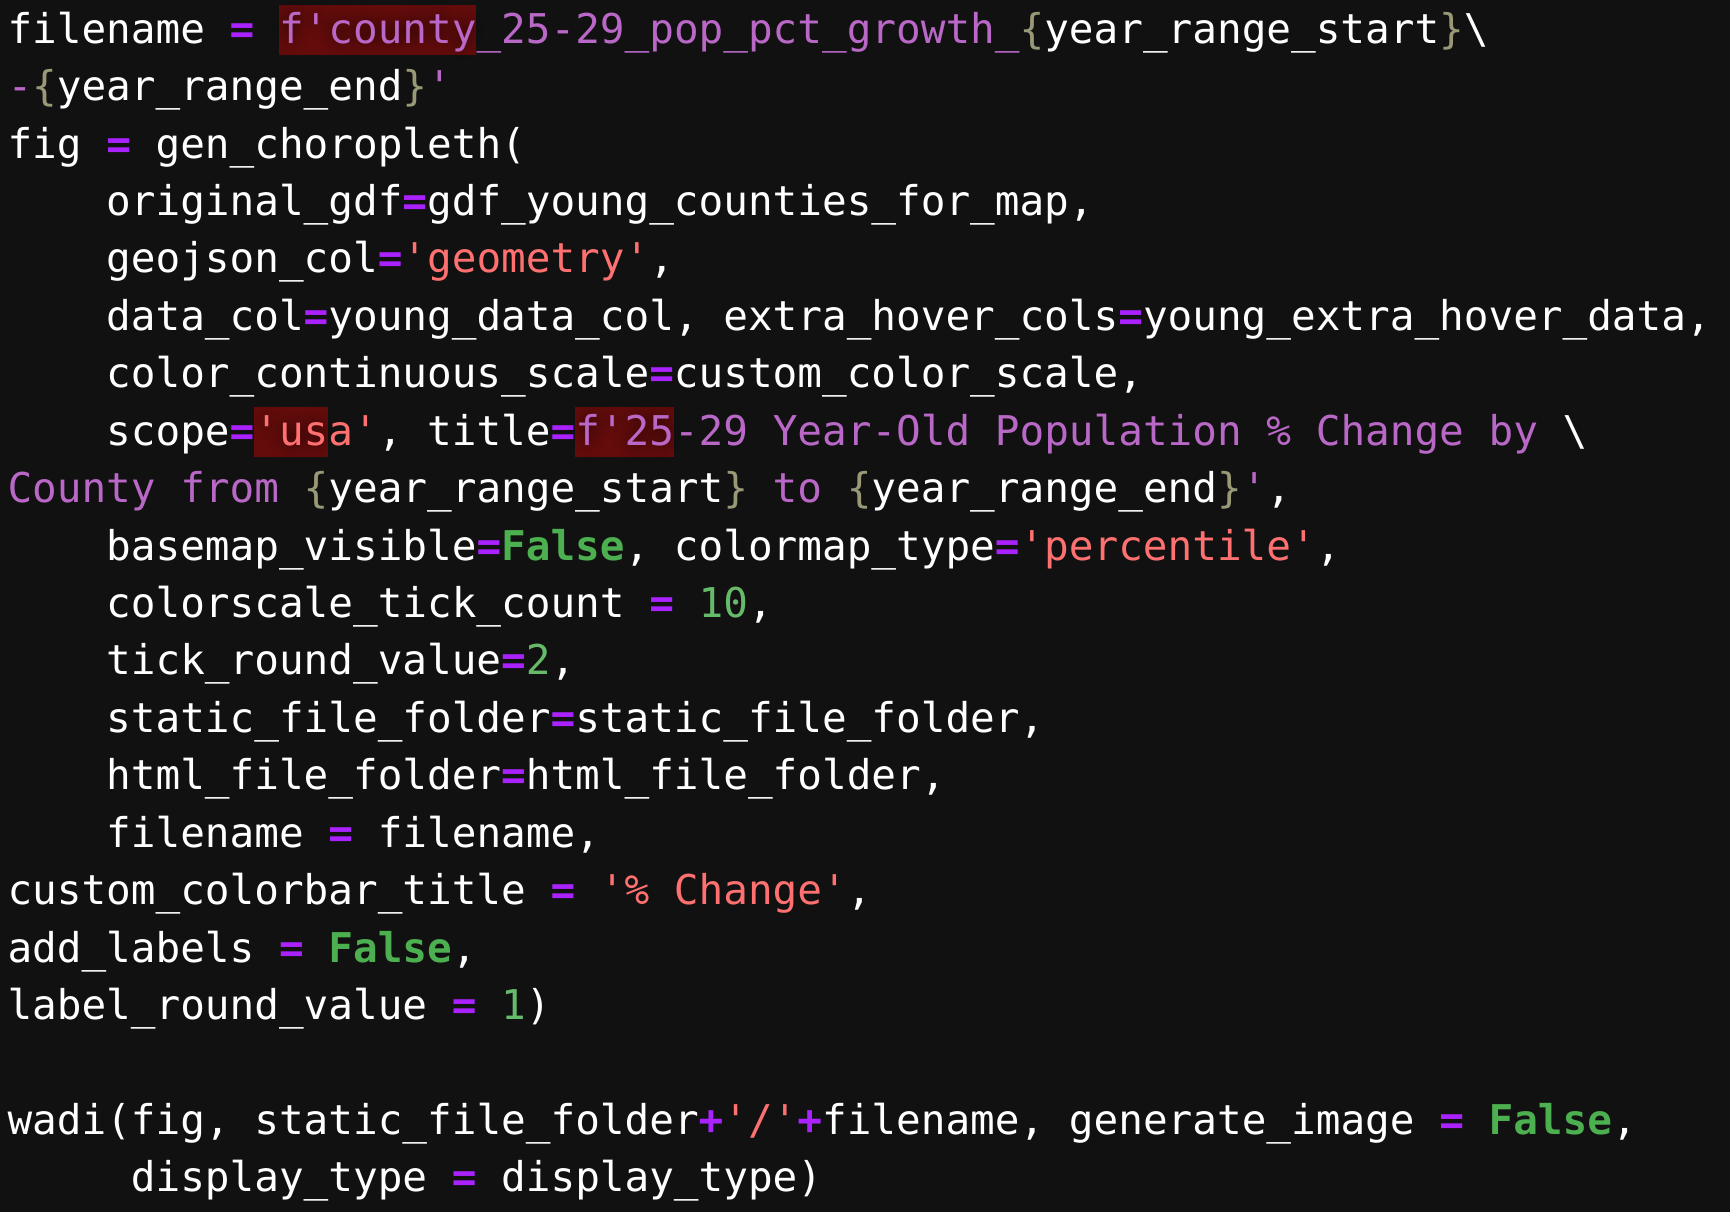 filename = f'county_25-29_pop_pct_growth_{year_range_start}\
-{year_range_end}'
fig = gen_choropleth(
    original_gdf=gdf_young_counties_for_map,
    geojson_col='geometry',
    data_col=young_data_col, extra_hover_cols=young_extra_hover_data,
    color_continuous_scale=custom_color_scale,
    scope='usa', title=f'25-29 Year-Old Population % Change by \
County from {year_range_start} to {year_range_end}',
    basemap_visible=False, colormap_type='percentile',
    colorscale_tick_count = 10,
    tick_round_value=2,
    static_file_folder=static_file_folder,
    html_file_folder=html_file_folder,
    filename = filename,
custom_colorbar_title = '% Change',
add_labels = False,
label_round_value = 1)

wadi(fig, static_file_folder+'/'+filename, generate_image = False,
     display_type = display_type)